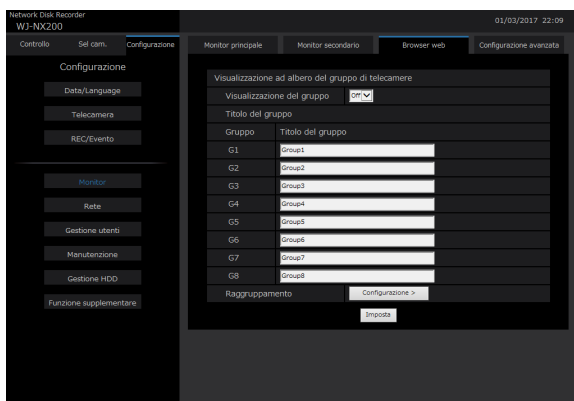 Network Disk Recorder
WJ-NX200
01/03/2017 22:09
Controllo Sel cam. Configurazione
Monitor principale Monitor secondario Browser web Configurazione avanzata
Configurazione
Data/Language
Telecamera
REC/Evento
Monitor
Rete
Gestione utenti
Manutenzione
Gestione HDD
Funzione supplementare
Visualizzazione ad albero del gruppo di telecamere
Visualizzazione del gruppo Off
Titolo del gruppo
Gruppo Titolo del gruppo
G1 Group1
G2 Group2
G3 Group3
G4 Group4
G5 Group5
G6 Group6
G7 Group7
G8 Group8
Raggruppamento Configurazione >
Imposta